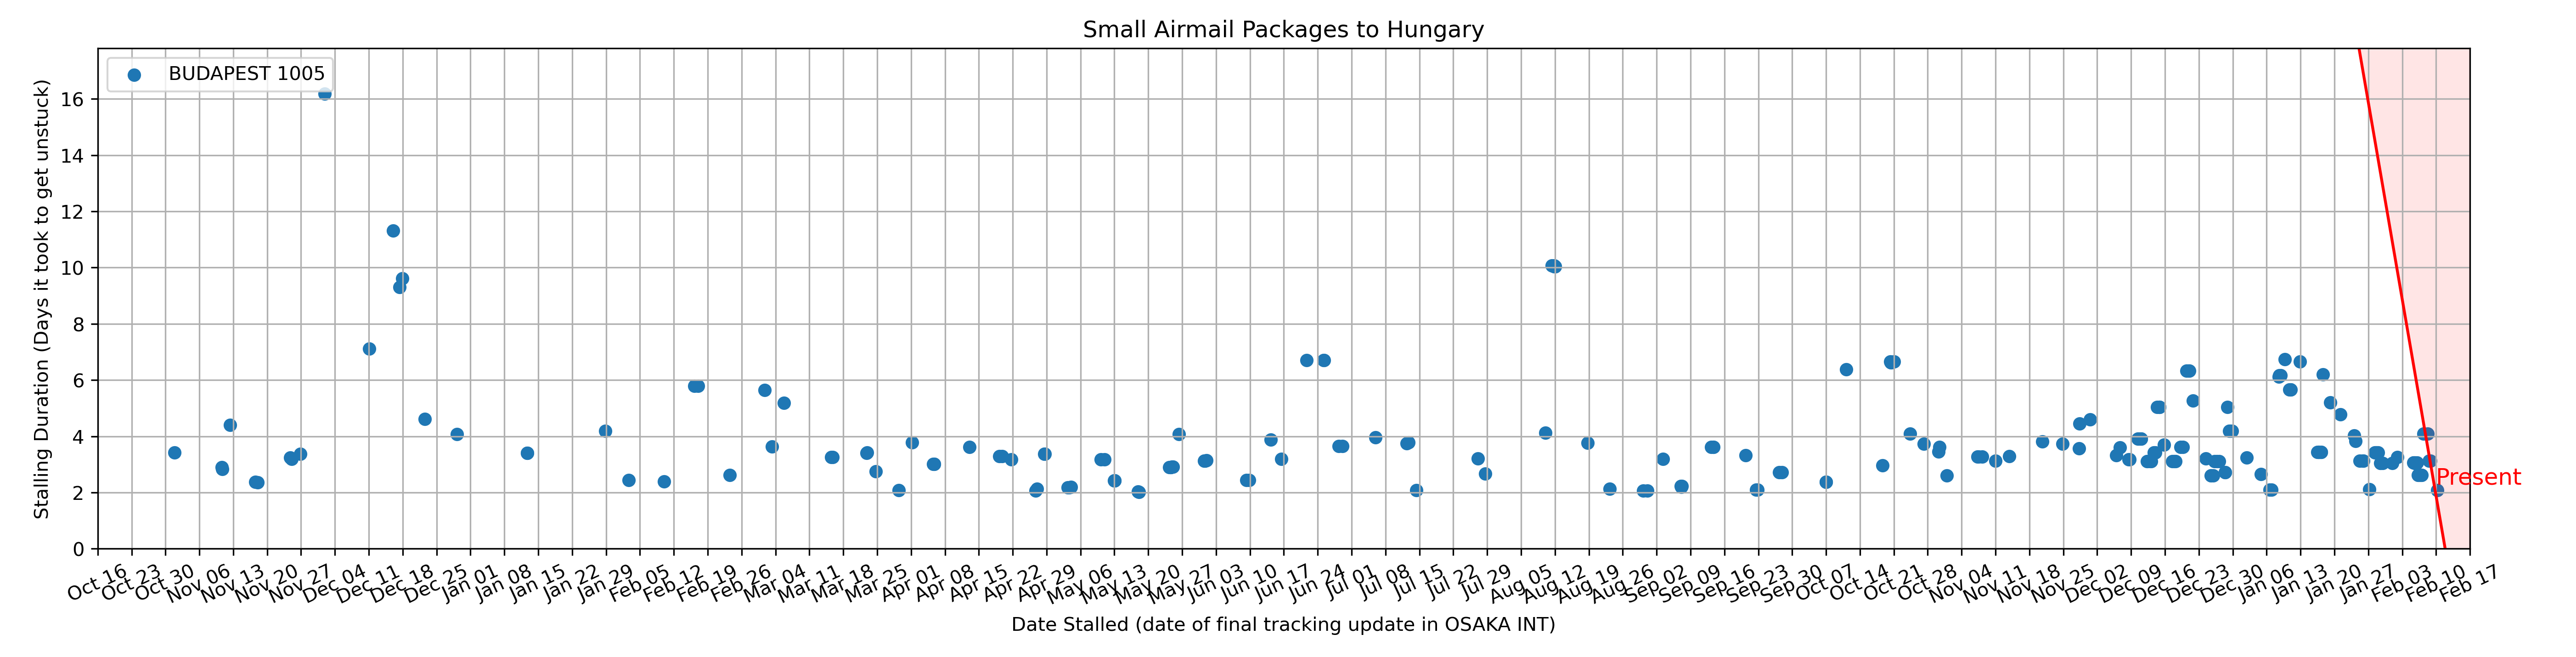 Small Airmail Packages to Hungary
BUDAPEST 1005
Stalling Duration (Days it took to get unstuck)
16
14
12
10
8
6
4
2
0
Present
Oct 16 Oct 23 Oct 30 Nov 06 Nov 13 Nov 20 Nov 27 Dec 04 Dec 11 Dec 18 Dec 25 Jan 01 Jan 08 Jan 15 Jan 22 Jan 29 Feb 05 Feb 12 Feb 19 Feb 26 Mar 04 Mar 11 Mar 18 Mar 25 Apr 01 Apr 08 Apr 15 Apr 22 Apr 29 May 06 May 13 May 20 May 27 Jun 03 Jun 10 Jun 17 Jun 24 Jul 01 Jul 08 Jul 15 Jul 22 Jul 29 Aug 05 Aug 12 Aug 19 Aug 26 Sep 02 Sep 09 Sep 16 Sep 23 Sep 30 Oct 07 Oct 14 Oct 21 Oct 28 Nov 04 Nov 11 Nov 18 Nov 25 Dec 02 Dec 09 Dec 16 Dec 23 Dec 30 Jan 06 Jan 13 Jan 20 Jan 27 Feb 03 Feb 10 Feb 17
Date Stalled (date of final tracking update in OSAKA INT)